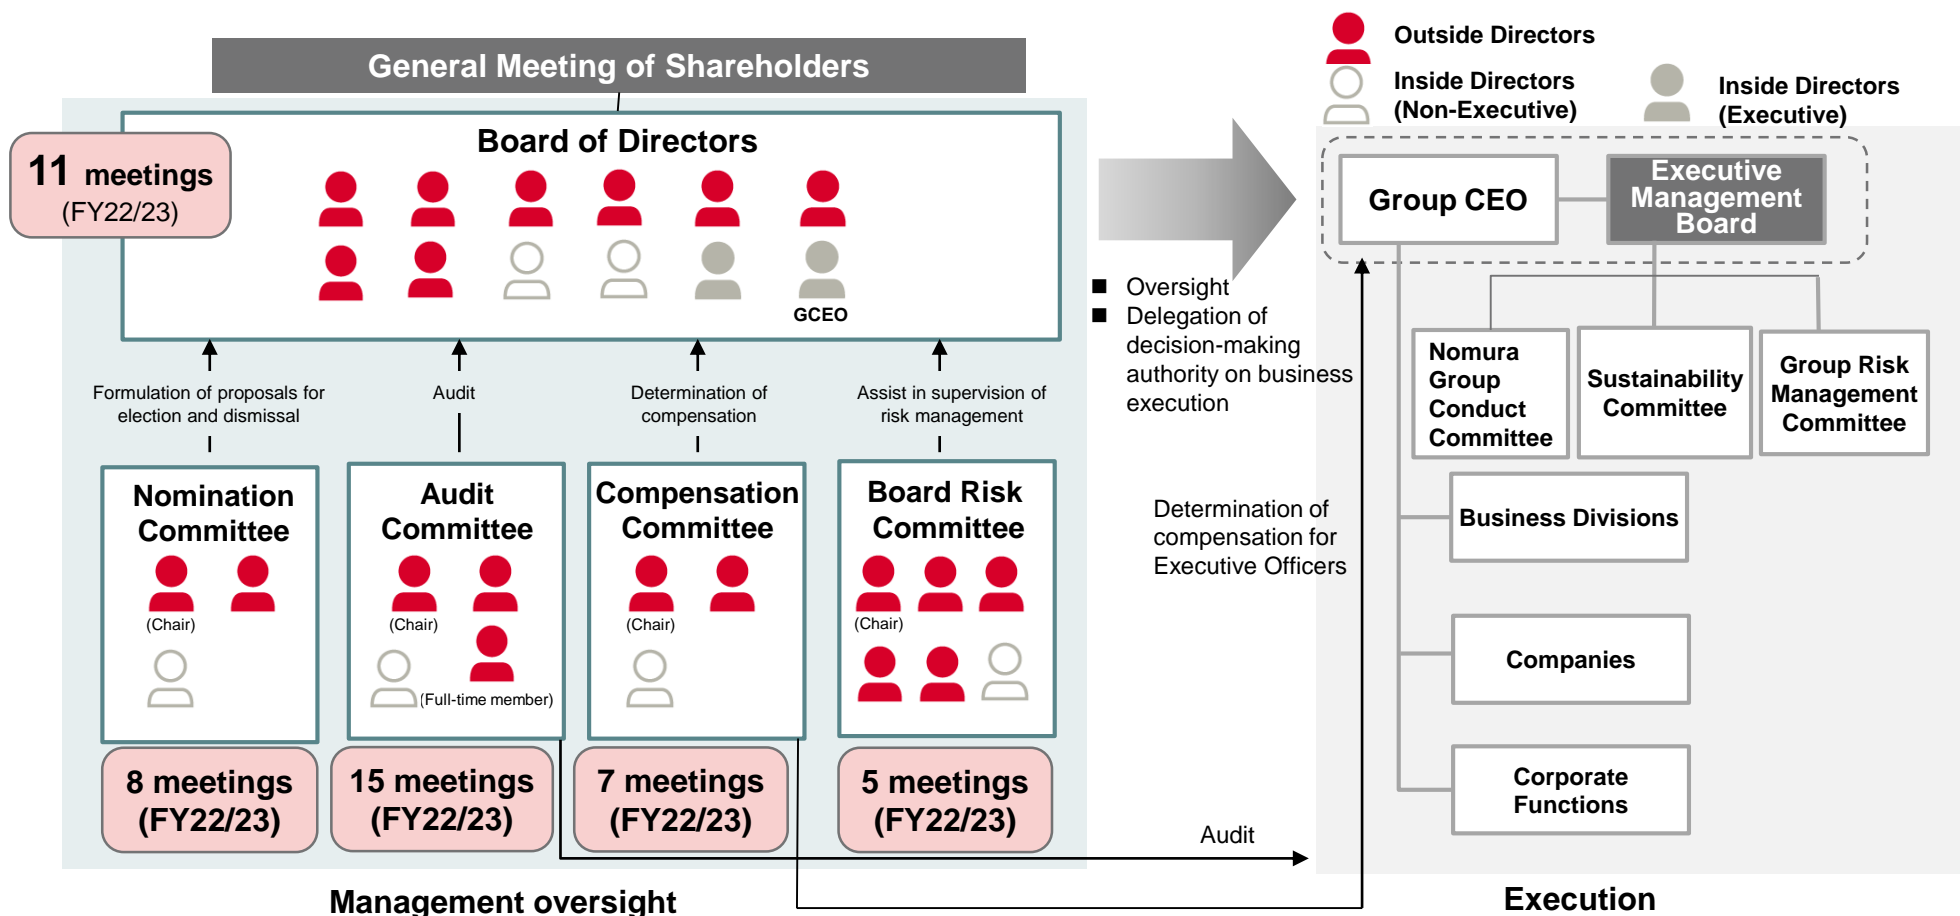 General Meeting of Shareholders
Outside Directors
Inside Directors
(Non-Executive)
Inside Directors
(Executive)
Board of Directors
11 meetings
(FY22/23)
GCEO
Formulation of proposals for
election and dismissal
Audit
Determination of
compensation
Assist in supervision of
risk management
Nomination
Committee
(Chair)
Audit
Committee
(Chair)
(Full-time member)
Compensation
Committee
(Chair)
Board Risk
Committee
(Chair)
8 meetings
(FY22/23)
15 meetings
(FY22/23)
7 meetings
(FY22/23)
5 meetings
(FY22/23)
Management oversight
■ Oversight
■ Delegation of
decision-making
authority on business
execution
Determination of
compensation for
Executive Officers
Audit
Group CEO
Executive
Management
Board
Nomura
Group
Conduct
Committee
Sustainability
Committee
Group Risk
Management
Committee
Business Divisions
Companies
Corporate
Functions
Execution